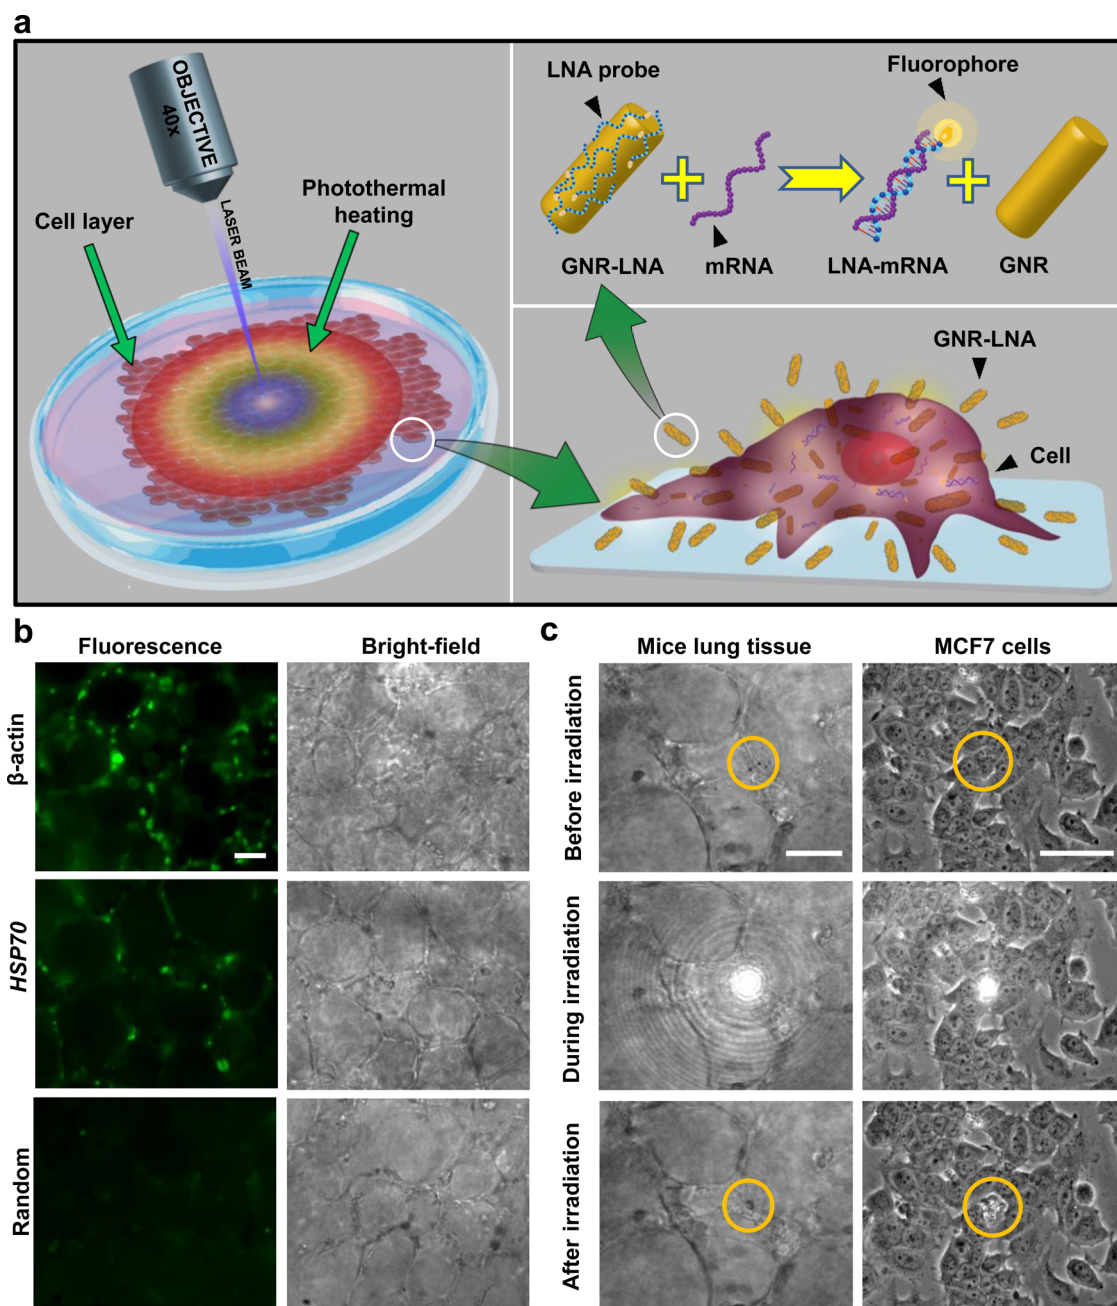 a
OBJECTIVE
40x
LASER BEAM
Cell layer
Photothermal
heating
LNA probe
Fluorophore
GNR-LNA
mRNA
LNA-mRNA
GNR
GNR-LNA
Cell
b
Fluorescence
Bright-field
β-actin
HSP70
Random
c
Mice lung tissue
MCF7 cells
Before irradiation
During irradiation
After irradiation